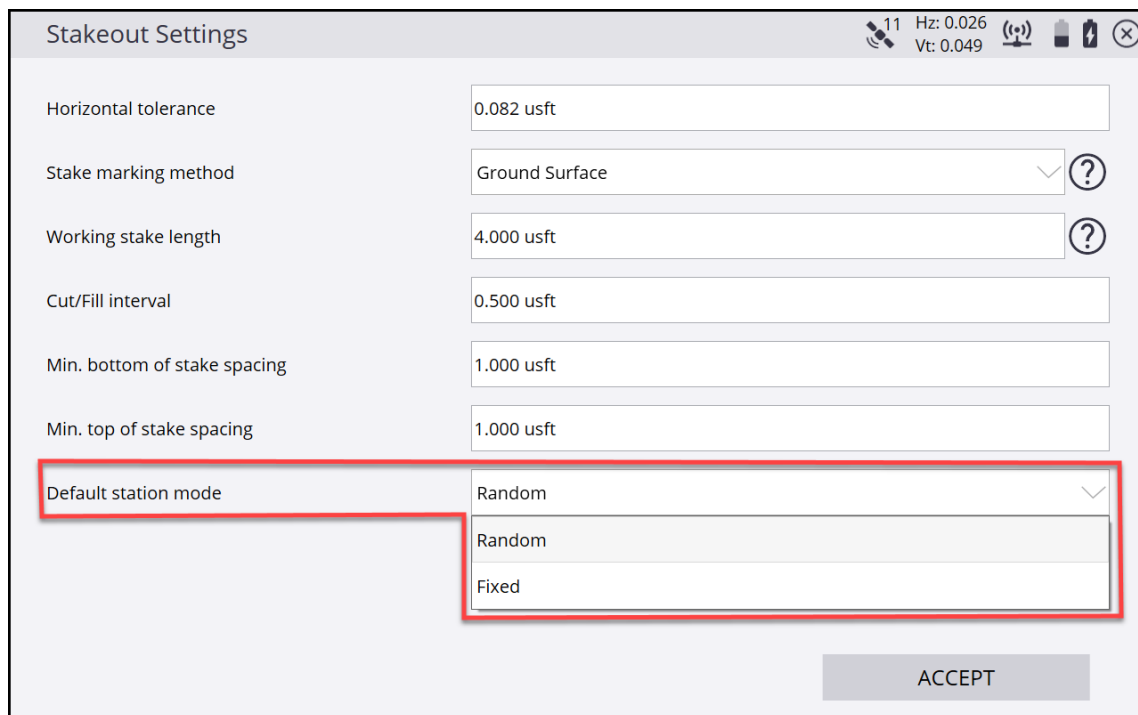 Stakeout Settings
11
Hz: 0.026
Vt: 0.049
Horizontal tolerance
0.082 usft
Stake marking method
Ground Surface
?
Working stake length
4.000 usft
?
Cut/Fill interval
0.500 usft
Min. bottom of stake spacing
1.000 usft
Min. top of stake spacing
1.000 usft
Default station mode
Random
Random
Fixed
ACCEPT